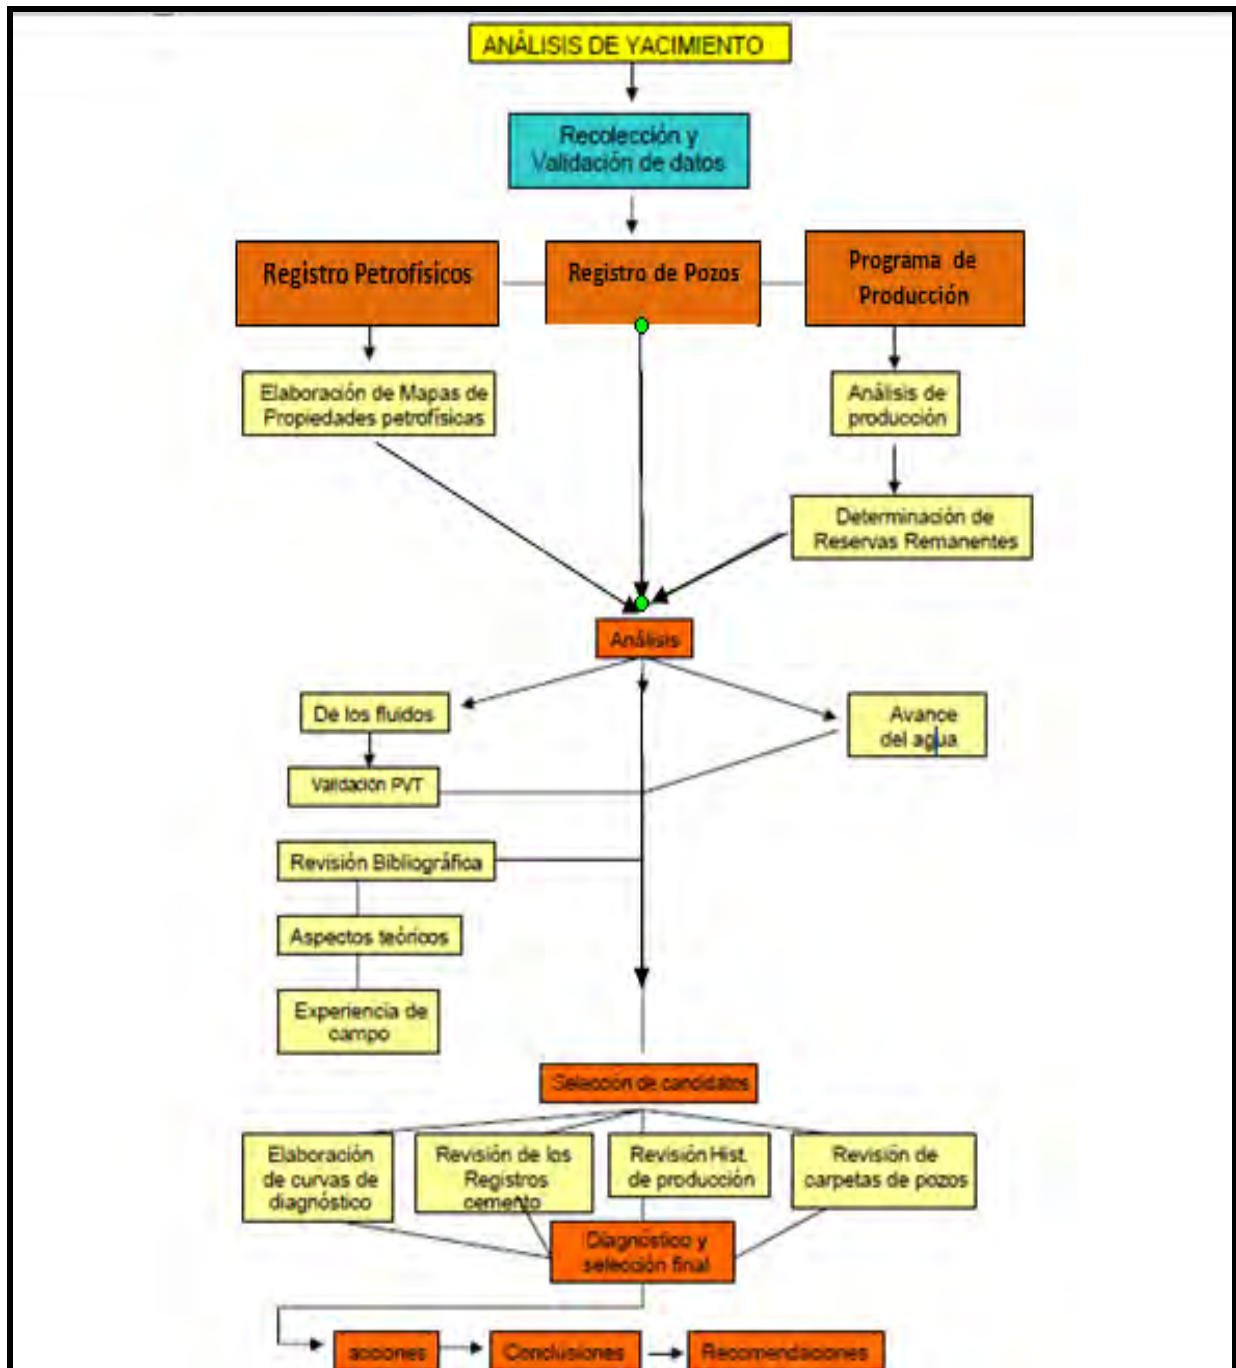 ANÁLISIS DE YACIMIENTO
Recolección y
Validación de datos
Registro Petrofísicos
Registro de Pozos
Programa de
Producción
Elaboración de Mapas de
Propiedades petrofísicas
Análisis de
producción
Determinación de
Reservas Remanentes
Análisis
De los fluidos
Avance
del agua
Validación PVT
Revisión Bibliográfica
Aspectos teóricos
Experiencia de
campo
Selección de candidatos
Elaboración
de curvas de
diagnóstico
Revisión de los
Registros
cemento
Revisión Hist.
de producción
Revisión de
carpetas de pozos
Diagnóstico y
selección final
acciones
Conclusiones
Recomendaciones